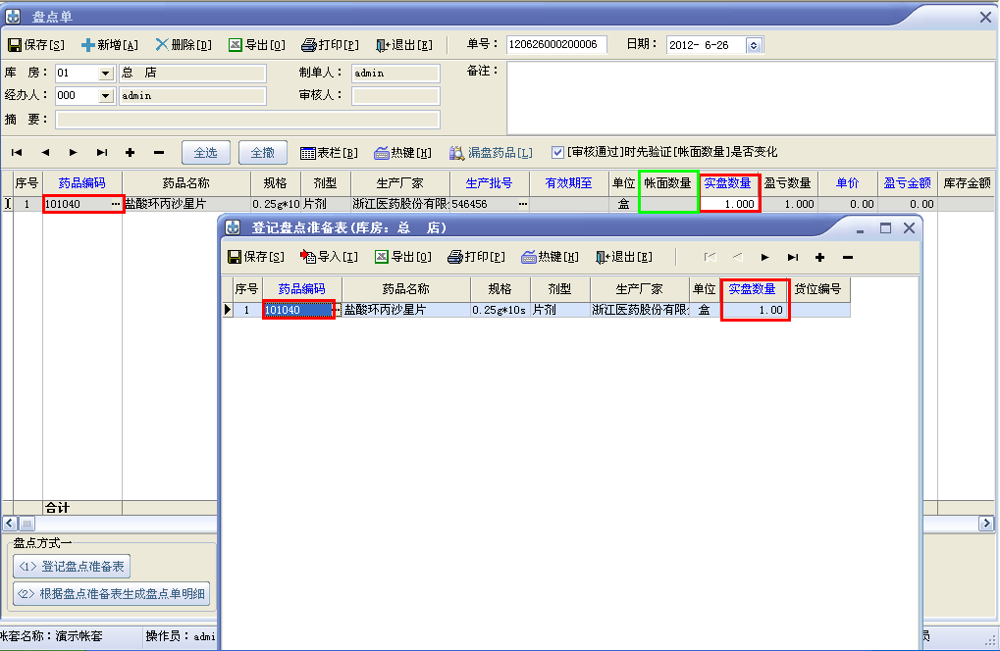 盘点单
保存[S] 新增[A] 删除[D] 导出[O] 打印[P] 退出[E] 单号： 120626000200006 日期： 2012- 6-26
库 房： 01 总 店 制单人： admin 备注：
经办人： 000 admin 审核人：
摘 要：
全选 全撤 表栏[B] 热键[H] 漏盘药品[L] [审核通过]时先验证[帐面数量]是否变化
序号 药品编码 药品名称 规格 剂型 生产厂家 生产批号 有效期至 单位 帐面数量 实盘数量 盈亏数量 单价 盈亏金额 库存金额
1 101040 ... 盐酸环丙沙星片 0.25g*10 片剂 浙江医药股份有限 546456 ... 盒 1.000 1.000 0.00 0.00
登记盘点准备表(库房：总 店)
保存[S] 导入[I] 导出[O] 打印[P] 热键[H] 退出[E]
序号 药品编码 药品名称 规格 剂型 生产厂家 单位 实盘数量 货位编号
1 101040 盐酸环丙沙星片 0.25g*10s 片剂 浙江医药股份有限 盒 1.00
合计
盘点方式一
<1> 登记盘点准备表
<2> 根据盘点准备表生成盘点单明细
帐套名称：演示帐套 操作员：admi 员